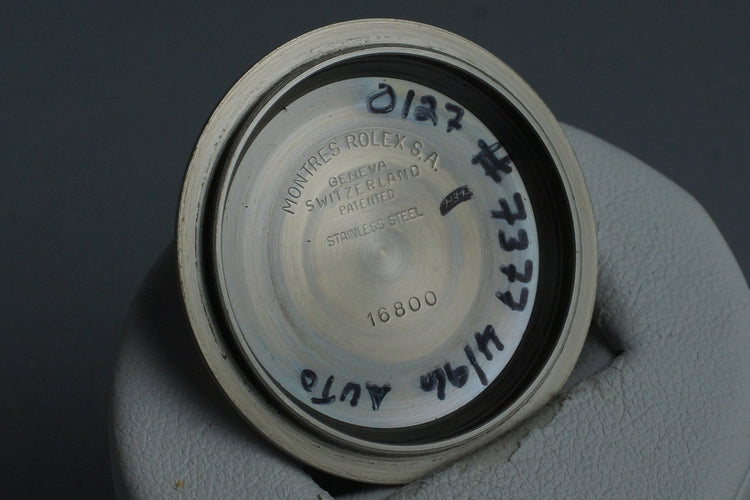 0127
# 7377
4/96
AUTO
MONTRES ROLEX S.A.
GENEVA
SWITZERLAND
PATENTED
STAINLESS STEEL
16800